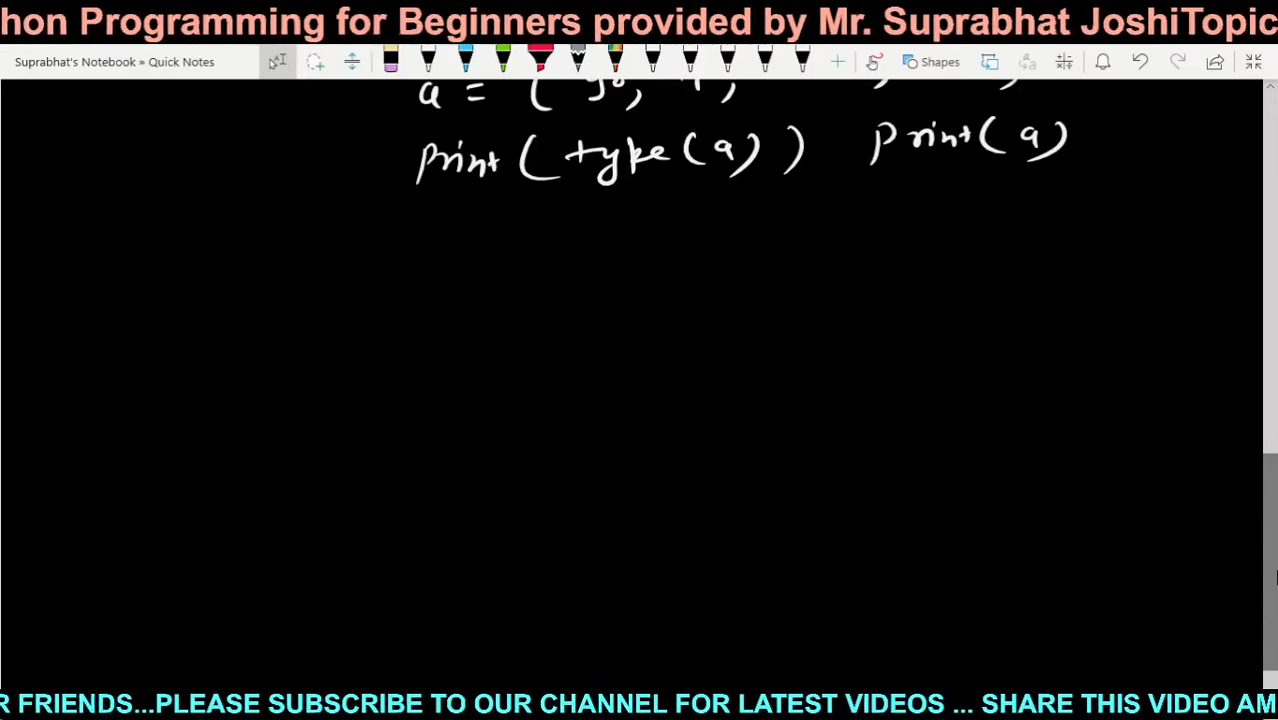 hon Programming for Beginners provided by Mr. Suprabhat JoshiTopic
Suprabhat's Notebook » Quick Notes
Shapes
a = (
print ( type (a) ) print (a)
R FRIENDS...PLEASE SUBSCRIBE TO OUR CHANNEL FOR LATEST VIDEOS ... SHARE THIS VIDEO AM